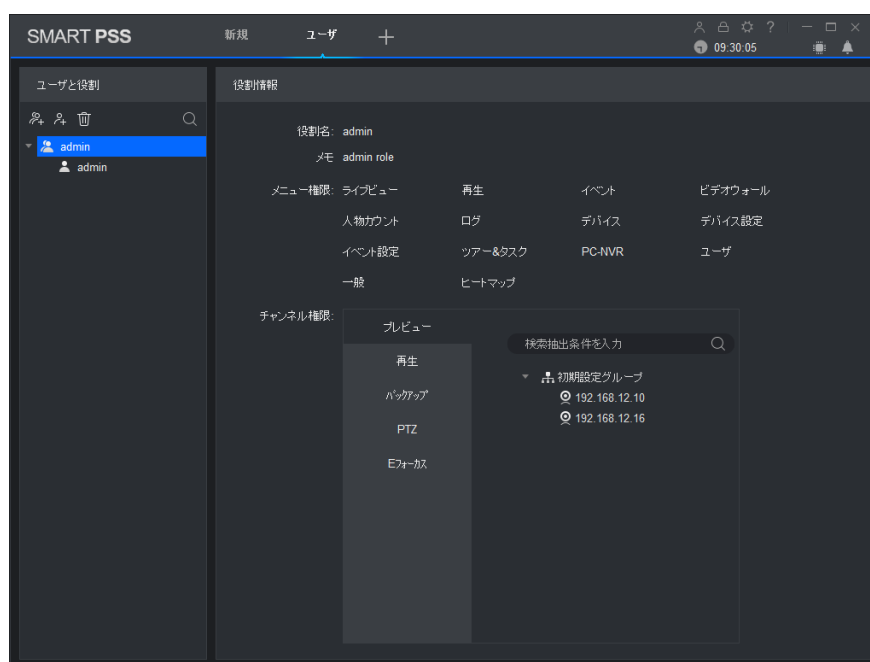 SMART PSS
新規
ユーザ
09:30:05
ユーザと役割
admin
admin
役割情報
役割名: admin
メモ admin role
メニュー権限: ライブビュー 再生 イベント ビデオウォール
人物カウント ログ デバイス デバイス設定
イベント設定 ツアー&タスク PC-NVR ユーザ
一般 ヒートマップ
チャンネル権限:
プレビュー
再生
バックアップ
PTZ
Eフォーカス
検索抽出条件を入力
初期設定グループ
192.168.12.10
192.168.12.16